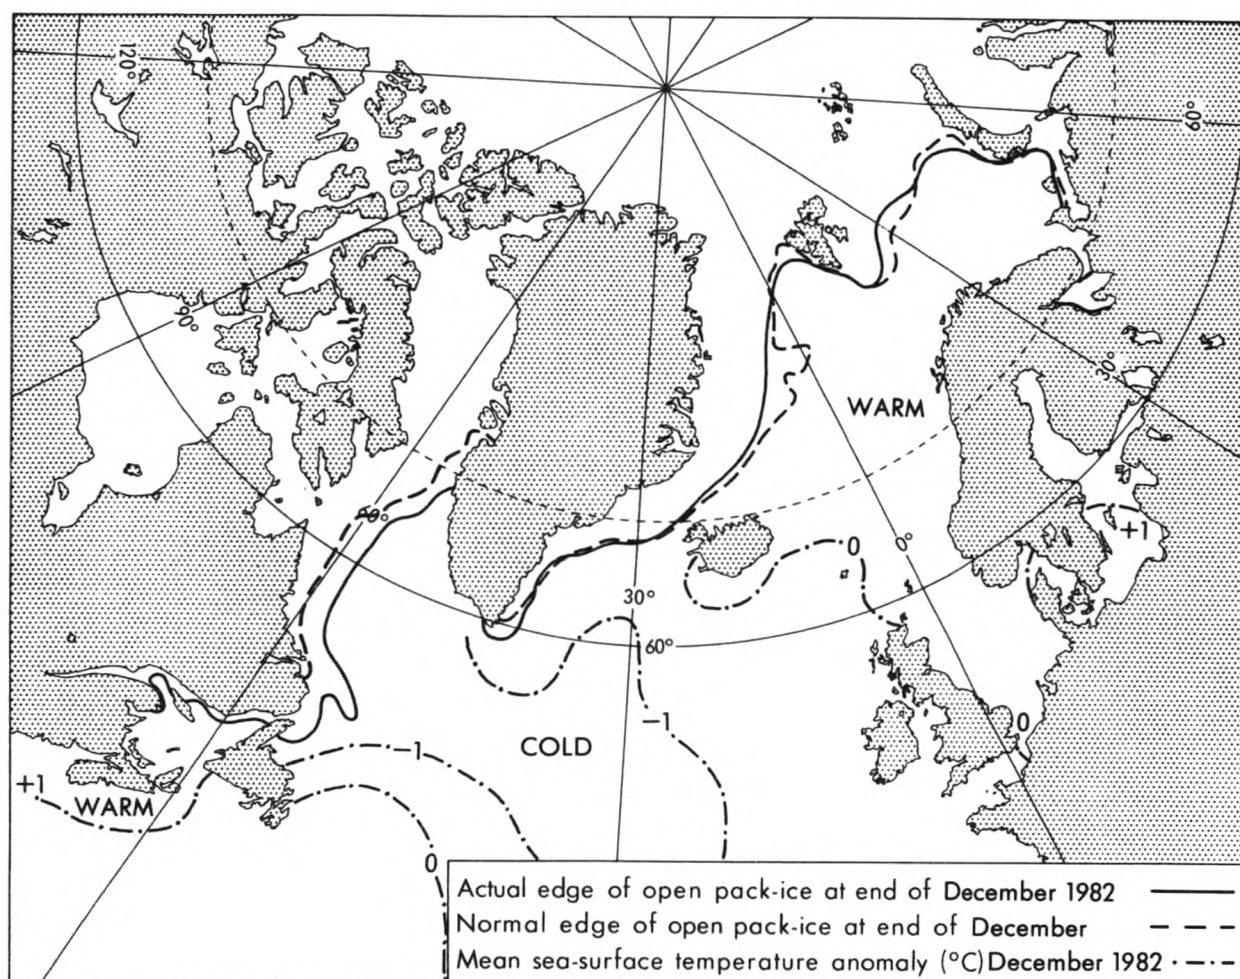 120°
60°
90°
30°
WARM
60°
+1
0
0°
30°
60°
-1
COLD
0
-1
+1
WARM
0
Actual edge of open pack-ice at end of December 1982
Normal edge of open pack-ice at end of December
Mean sea-surface temperature anomaly (°C) December 1982